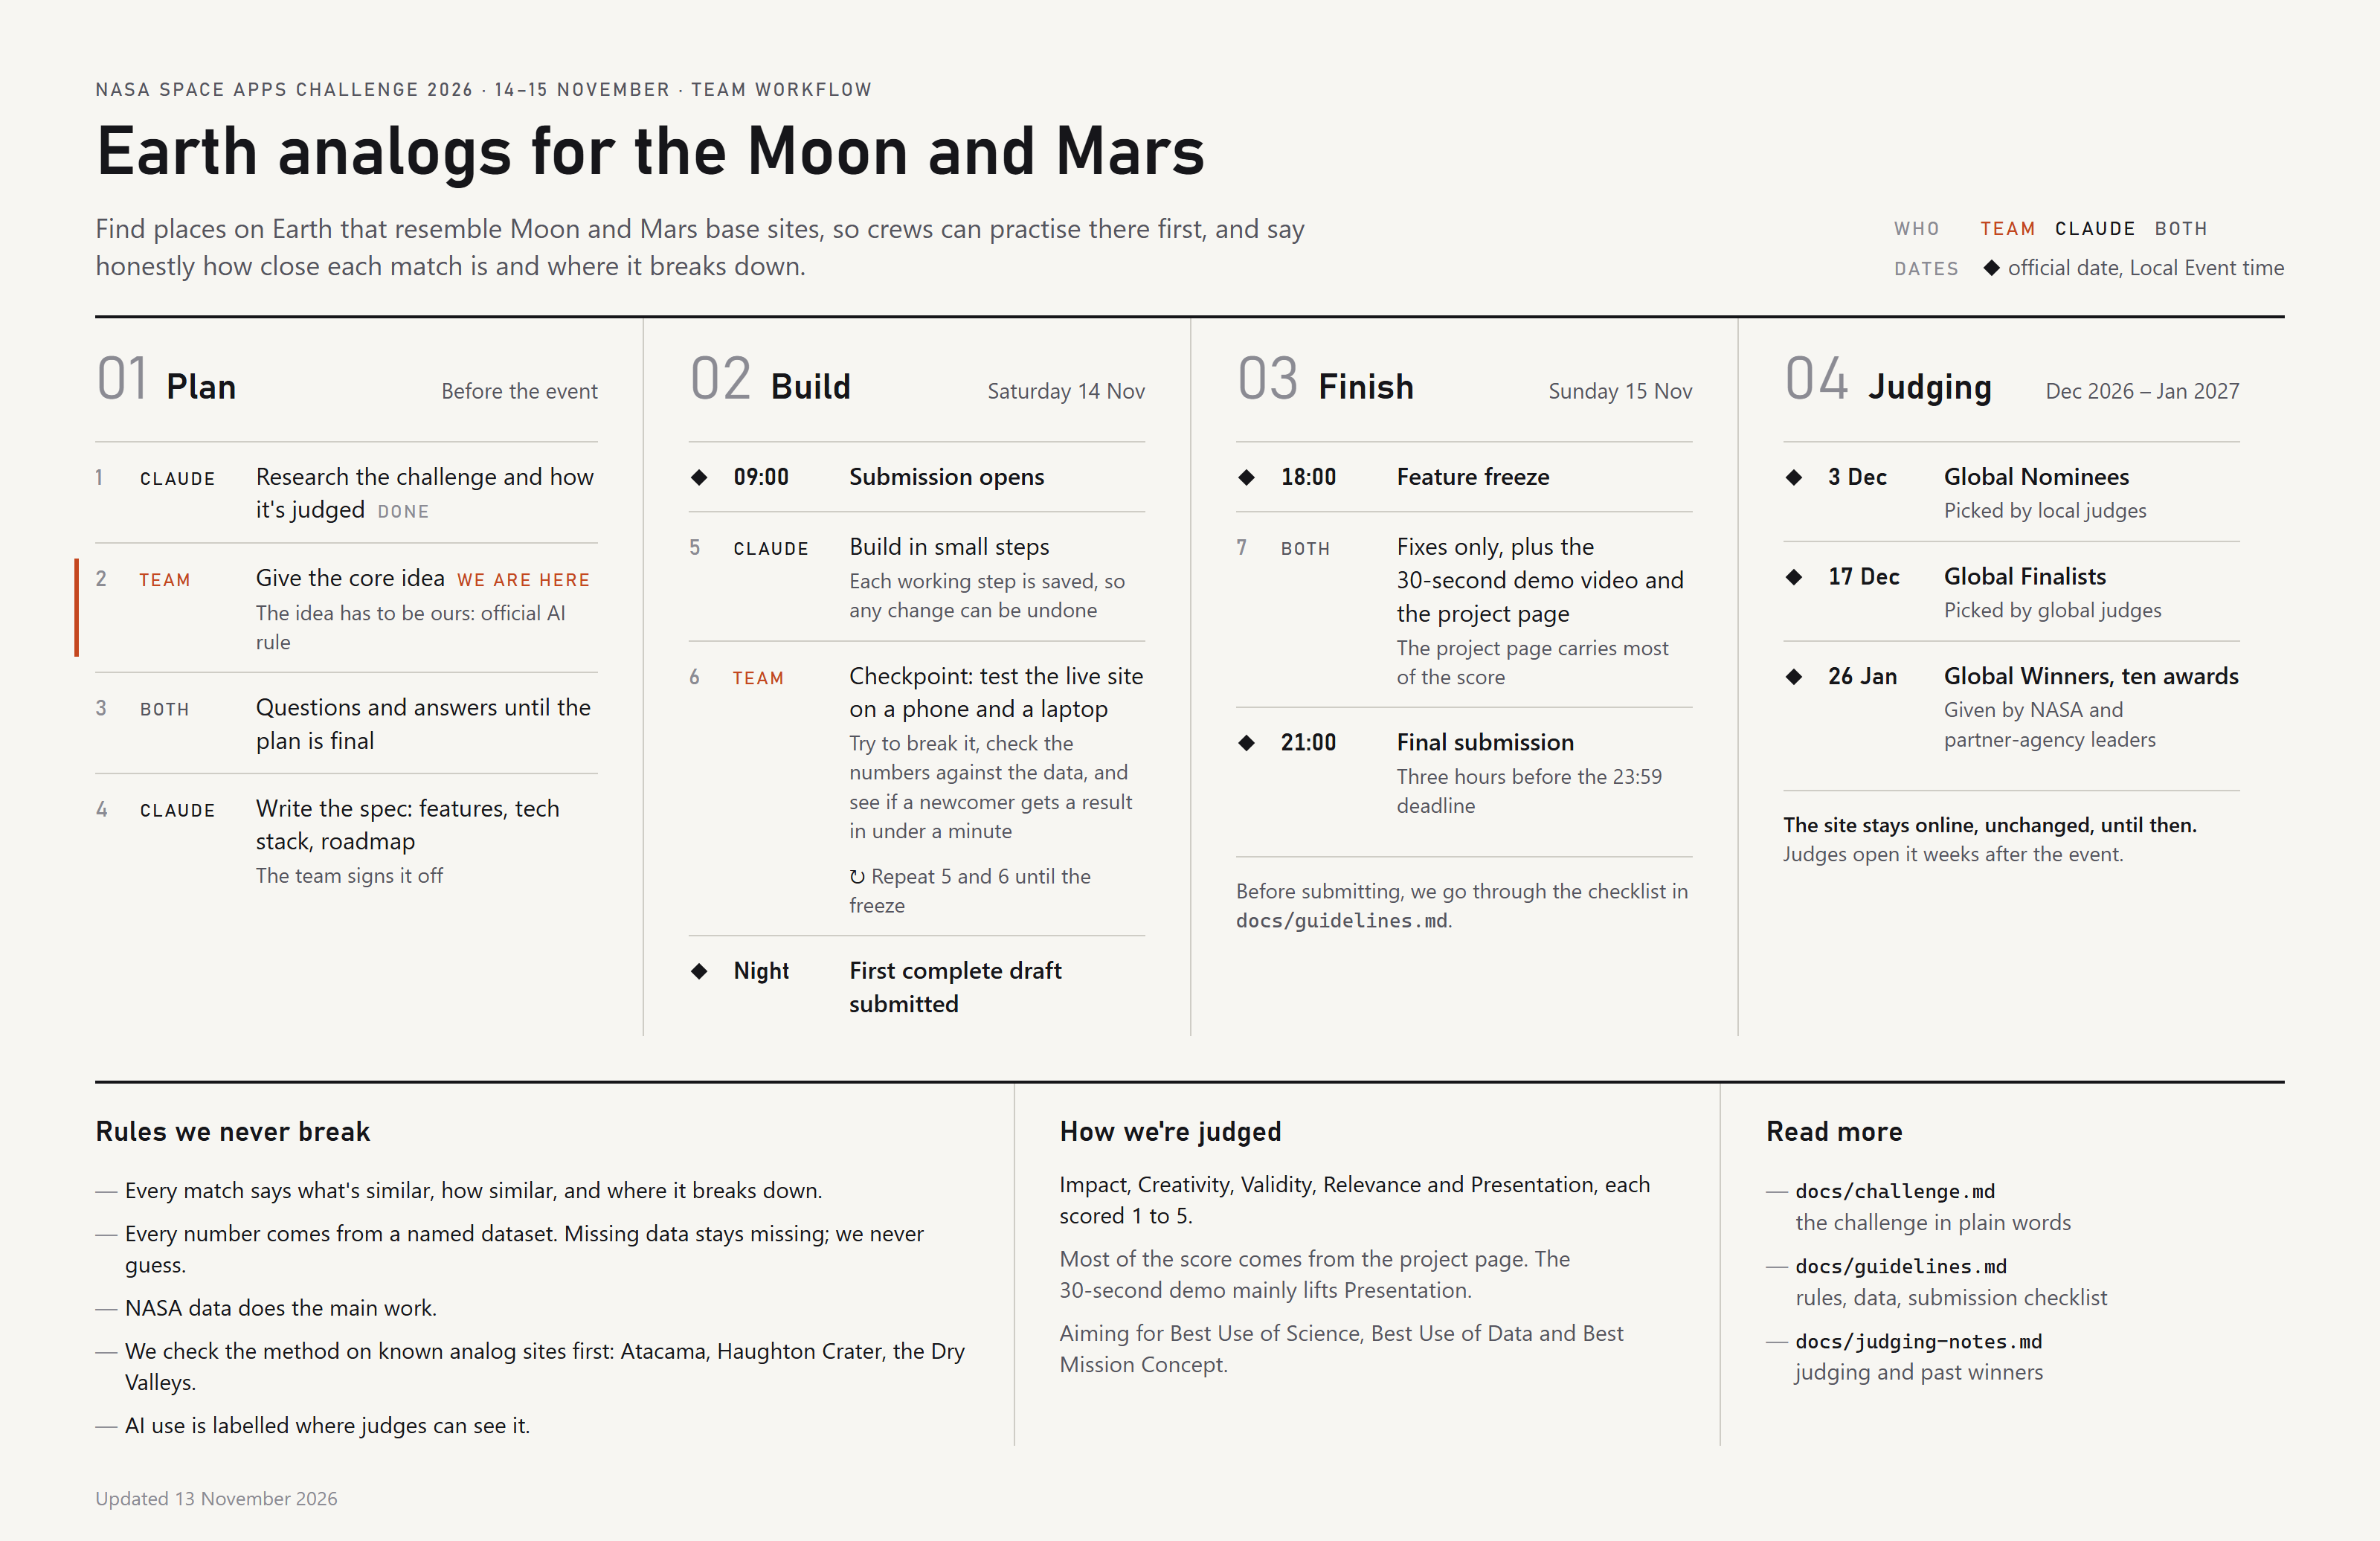 NASA SPACE APPS CHALLENGE 2026 · 14–15 NOVEMBER · TEAM WORKFLOW
Earth analogs for the Moon and Mars
Find places on Earth that resemble Moon and Mars base sites, so crews can practise there first, and say
honestly how close each match is and where it breaks down.
WHO TEAM CLAUDE BOTH
DATES ◆ official date, Local Event time
01 Plan Before the event
1 CLAUDE Research the challenge and how
it's judged DONE
2 TEAM Give the core idea WE ARE HERE
The idea has to be ours: official AI
rule
3 BOTH Questions and answers until the
plan is final
4 CLAUDE Write the spec: features, tech
stack, roadmap
The team signs it off
02 Build Saturday 14 Nov
◆ 09:00 Submission opens
5 CLAUDE Build in small steps
Each working step is saved, so
any change can be undone
6 TEAM Checkpoint: test the live site
on a phone and a laptop
Try to break it, check the
numbers against the data, and
see if a newcomer gets a result
in under a minute
↻ Repeat 5 and 6 until the
freeze
◆ Night First complete draft
submitted
03 Finish Sunday 15 Nov
◆ 18:00 Feature freeze
7 BOTH Fixes only, plus the
30-second demo video and
the project page
The project page carries most
of the score
◆ 21:00 Final submission
Three hours before the 23:59
deadline
Before submitting, we go through the checklist in
docs/guidelines.md.
04 Judging Dec 2026 – Jan 2027
◆ 3 Dec Global Nominees
Picked by local judges
◆ 17 Dec Global Finalists
Picked by global judges
◆ 26 Jan Global Winners, ten awards
Given by NASA and
partner-agency leaders
The site stays online, unchanged, until then.
Judges open it weeks after the event.
Rules we never break
— Every match says what's similar, how similar, and where it breaks down.
— Every number comes from a named dataset. Missing data stays missing; we never
guess.
— NASA data does the main work.
— We check the method on known analog sites first: Atacama, Haughton Crater, the Dry
Valleys.
— AI use is labelled where judges can see it.
How we're judged
Impact, Creativity, Validity, Relevance and Presentation, each
scored 1 to 5.
Most of the score comes from the project page. The
30-second demo mainly lifts Presentation.
Aiming for Best Use of Science, Best Use of Data and Best
Mission Concept.
Read more
— docs/challenge.md
the challenge in plain words
— docs/guidelines.md
rules, data, submission checklist
— docs/judging-notes.md
judging and past winners
Updated 13 November 2026